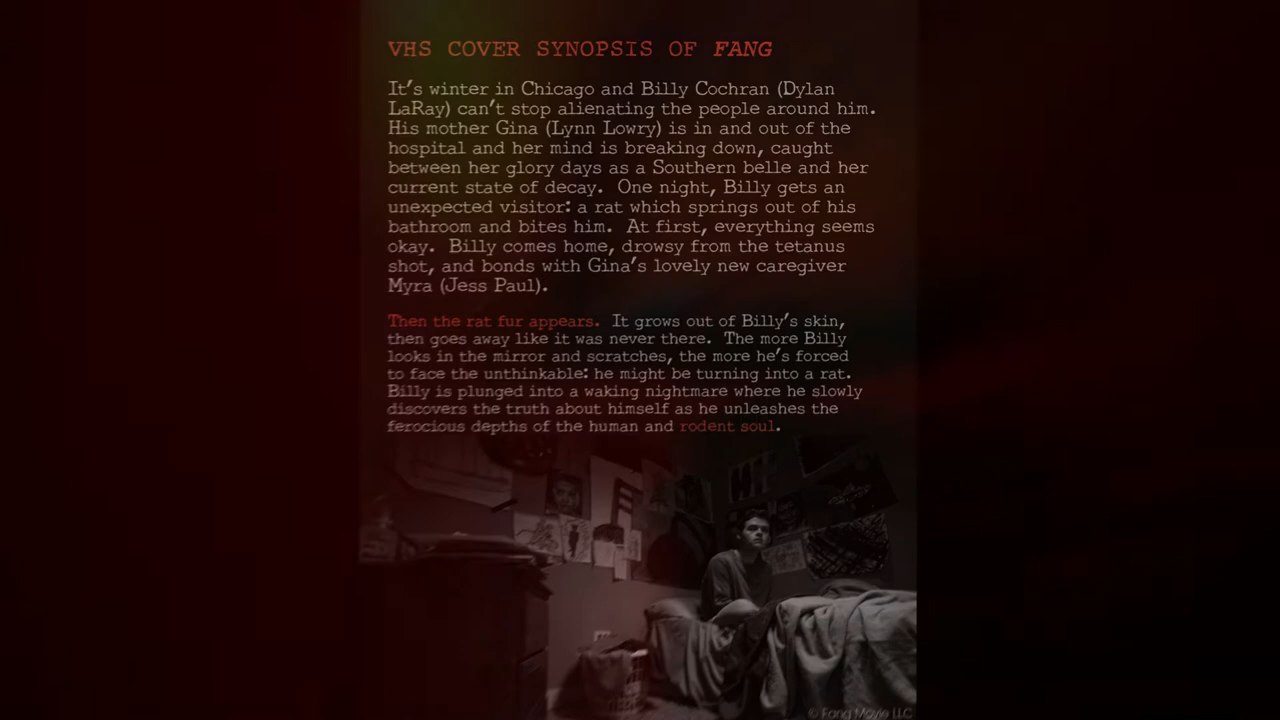 VHS COVER SYNOPSIS OF FANG
It's winter in Chicago and Billy Cochran (Dylan
LaRay) can't stop alienating the people around him.
His mother Gina (Lynn Lowry) is in and out of the
hospital and her mind is breaking down, caught
between her glory days as a Southern belle and her
current state of decay.  One night, Billy gets an
unexpected visitor: a rat which springs out of his
bathroom and bites him.  At first, everything seems
okay.  Billy comes home, drowsy from the tetanus
shot, and bonds with Gina's lovely new caregiver
Myra (Jess Paul).
Then the rat fur appears.  It grows out of Billy's skin,
then goes away like it was never there.  The more Billy
looks in the mirror and scratches, the more he's forced
to face the unthinkable: he might be turning into a rat.
Billy is plunged into a waking nightmare where he slowly
discovers the truth about himself as he unleashes the
ferocious depths of the human and rodent soul.
© Fang Movie LLC